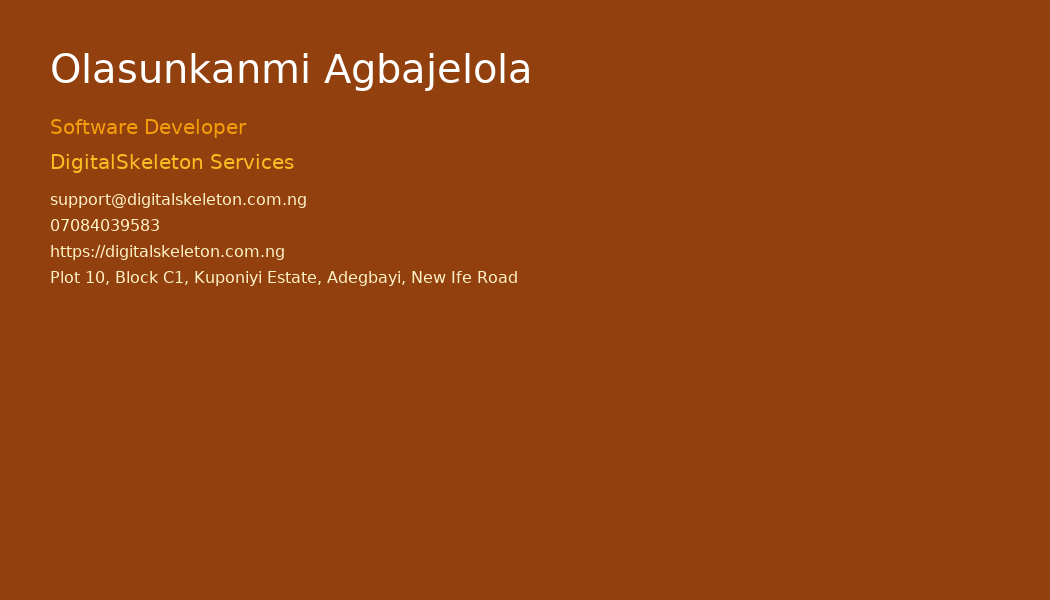 Olasunkanmi Agbajelola
Software Developer
DigitalSkeleton Services
support@digitalskeleton.com.ng
07084039583
https://digitalskeleton.com.ng
Plot 10, Block C1, Kuponiyi Estate, Adegbayi, New Ife Road